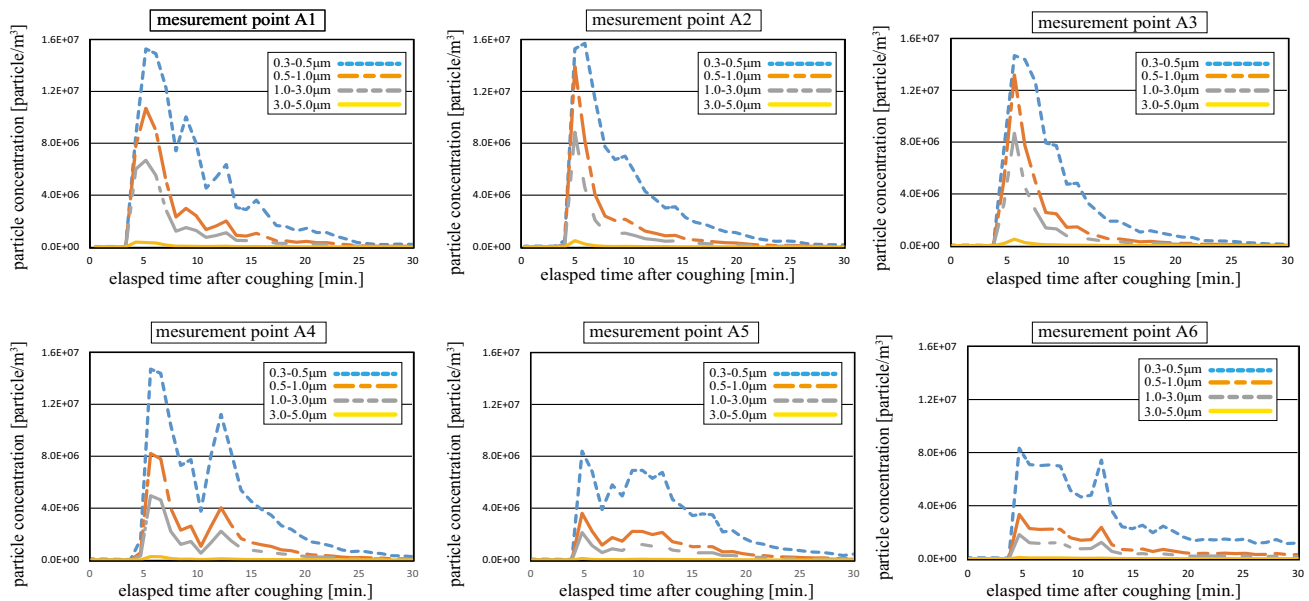 mesurement point A1
particle concentration [particle/m³]
1.6E+07
1.2E+07
8.0E+06
4.0E+06
0.0E+00
0.3-0.5μm
0.5-1.0μm
1.0-3.0μm
3.0-5.0μm
0 5 10 15 20 25 30
elasped time after coughing [min.]
mesurement point A2
particle concentration [particle/m³]
1.6E+07
1.2E+07
8.0E+06
4.0E+06
0.0E+00
0.3-0.5μm
0.5-1.0μm
1.0-3.0μm
3.0-5.0μm
0 5 10 15 20 25 30
elasped time after coughing [min.]
mesurement point A3
particle concentration [particle/m³]
1.6E+07
1.2E+07
8.0E+06
4.0E+06
0.0E+00
0.3-0.5μm
0.5-1.0μm
1.0-3.0μm
3.0-5.0μm
0 5 10 15 20 25 30
elasped time after coughing [min.]
mesurement point A4
particle concentration [particle/m³]
1.6E+07
1.2E+07
8.0E+06
4.0E+06
0.0E+00
0.3-0.5μm
0.5-1.0μm
1.0-3.0μm
3.0-5.0μm
0 5 10 15 20 25 30
elasped time after coughing [min.]
mesurement point A5
particle concentration [particle/m³]
1.6E+07
1.2E+07
8.0E+06
4.0E+06
0.0E+00
0.3-0.5μm
0.5-1.0μm
1.0-3.0μm
3.0-5.0μm
0 5 10 15 20 25 30
elasped time after coughing [min.]
mesurement point A6
particle concentration [particle/m³]
1.6E+07
1.2E+07
8.0E+06
4.0E+06
0.0E+00
0.3-0.5μm
0.5-1.0μm
1.0-3.0μm
3.0-5.0μm
0 5 10 15 20 25 30
elasped time after coughing [min.]